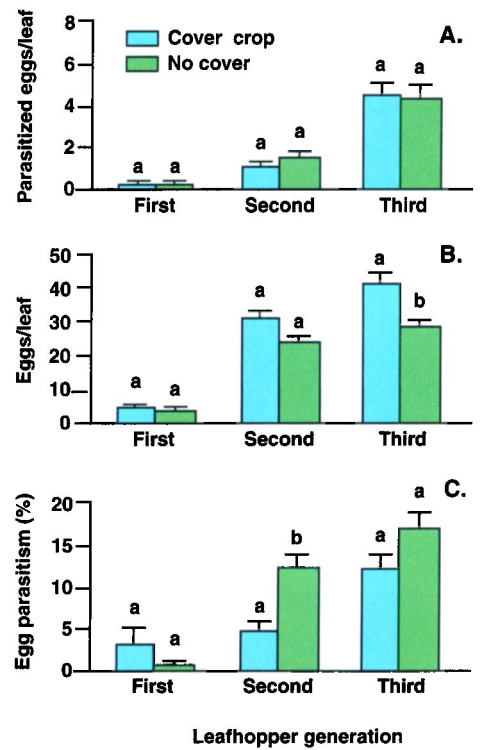 A.
Cover crop
No cover
Parasitized eggs/leaf
8
6
4
2
0
a a
a a
a a
First Second Third
B.
Eggs/leaf
50
40
30
20
10
0
a a
a a
a b
First Second Third
C.
Egg parasitism (%)
20
15
10
5
0
a a
a b
a a
First Second Third
Leafhopper generation